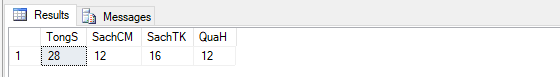 Results Messages
TongS SachCM SachTK QuaH
1 28 12 16 12